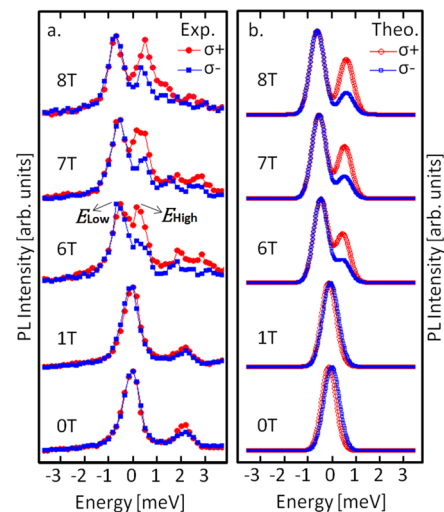 a. Exp.
σ+
σ-
8T
7T
E Low E High
6T
1T
0T
-3 -2 -1 0 1 2 3
Energy [meV]
PL Intensity [arb. units]
b. Theo.
σ+
σ-
8T
7T
6T
1T
0T
-3 -2 -1 0 1 2 3
Energy [meV]
PL Intensity [arb. units]